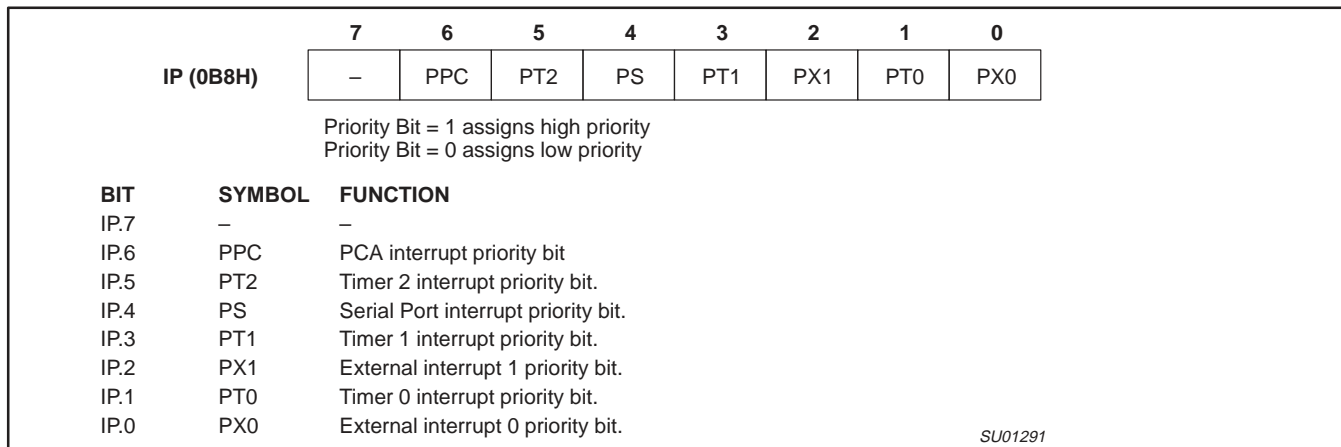 7 6 5 4 3 2 1 0
IP (0B8H) – PPC PT2 PS PT1 PX1 PT0 PX0
Priority Bit = 1 assigns high priority
Priority Bit = 0 assigns low priority
BIT SYMBOL FUNCTION
IP.7 – –
IP.6 PPC PCA interrupt priority bit
IP.5 PT2 Timer 2 interrupt priority bit.
IP.4 PS Serial Port interrupt priority bit.
IP.3 PT1 Timer 1 interrupt priority bit.
IP.2 PX1 External interrupt 1 priority bit.
IP.1 PT0 Timer 0 interrupt priority bit.
IP.0 PX0 External interrupt 0 priority bit.
SU01291